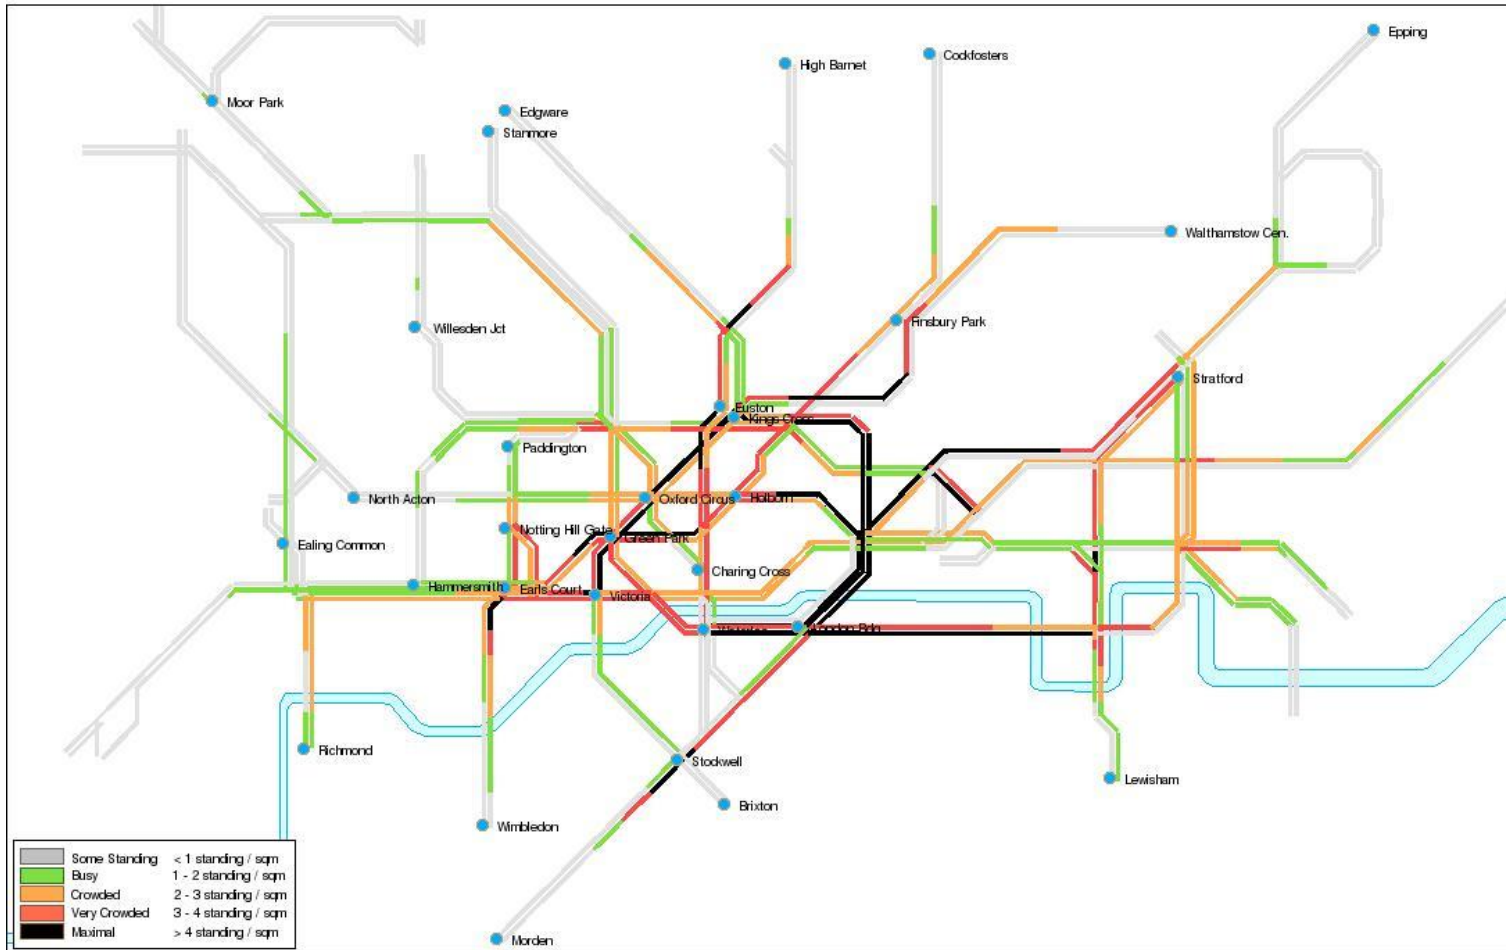 Epping
Cockfosters
High Barnet
Moor Park
Edgware
Stanmore
Walthamstow Cen.
Willesden Jct
Finsbury Park
Stratford
Euston
Kings Cross
Paddington
North Acton
Oxford Circus
Holborn
Notting Hill Gate
Green Park
Ealing Common
Charing Cross
Hammersmith
Earls Court
Victoria
Waterloo
London Bdg
Richmond
Stockwell
Lewisham
Brixton
Wimbledon
Morden
Some Standing < 1 standing / sqm
Busy 1 - 2 standing / sqm
Crowded 2 - 3 standing / sqm
Very Crowded 3 - 4 standing / sqm
Maximal > 4 standing / sqm